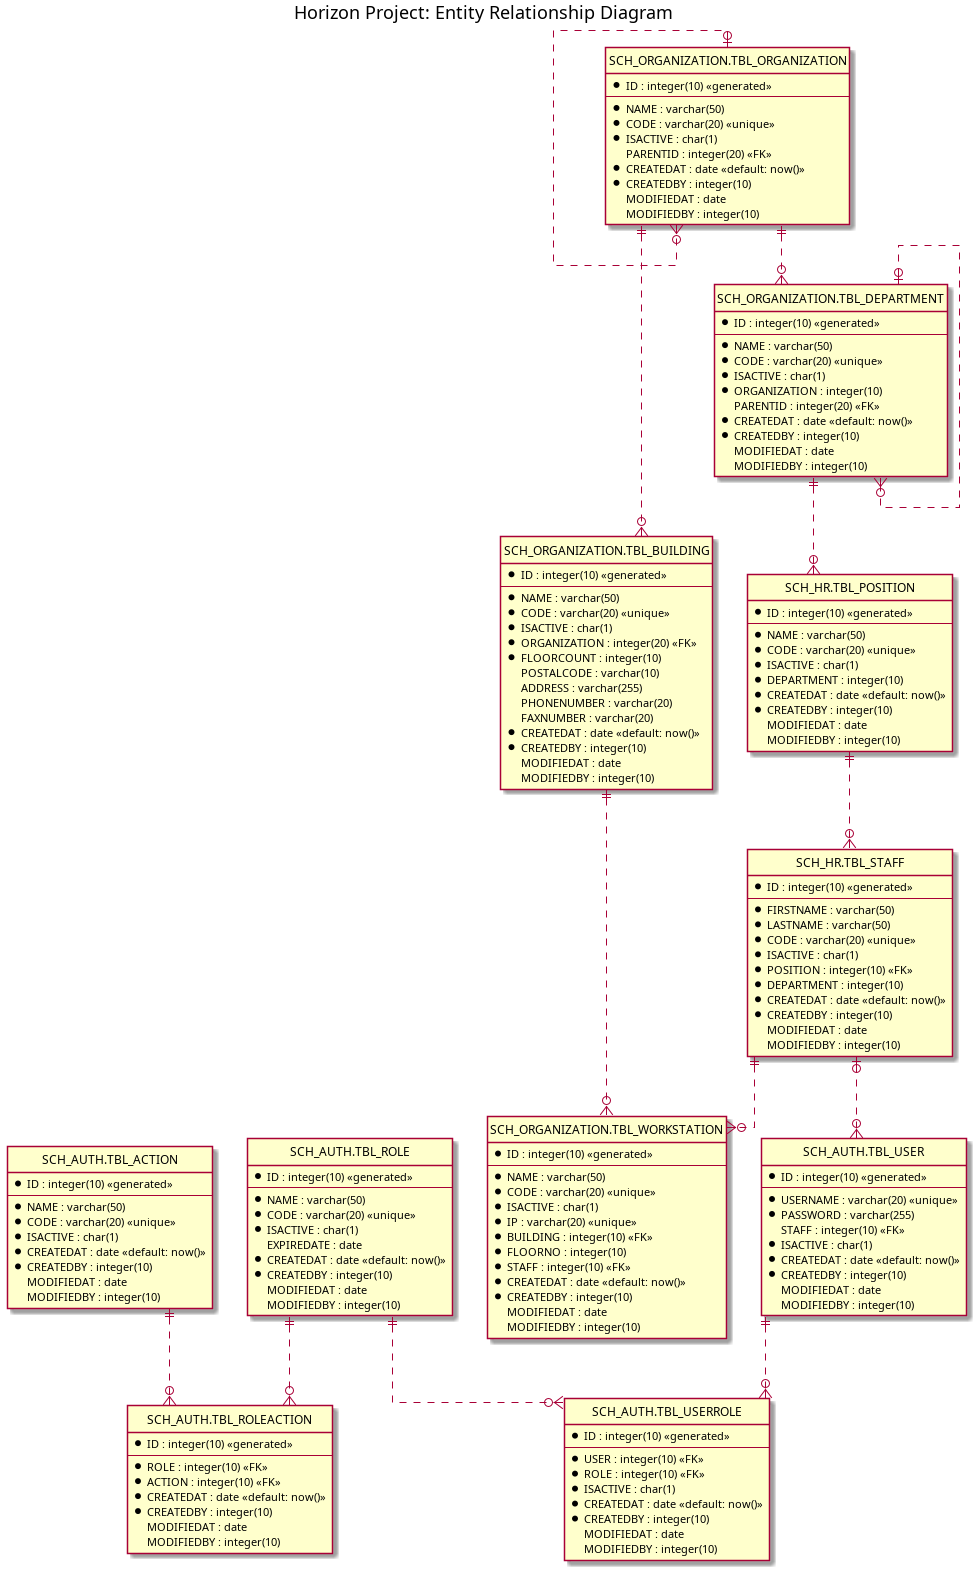 Horizon Project: Entity Relationship Diagram
SCH_ORGANIZATION.TBL_ORGANIZATION
ID : integer(10) «generated»
NAME : varchar(50)
CODE : varchar(20) «unique»
ISACTIVE : char(1)
PARENTID : integer(20) «FK»
CREATEDAT : date «default: now()»
CREATEDBY : integer(10)
MODIFIEDAT : date
MODIFIEDBY : integer(10)
SCH_ORGANIZATION.TBL_DEPARTMENT
ID : integer(10) «generated»
NAME : varchar(50)
CODE : varchar(20) «unique»
ISACTIVE : char(1)
ORGANIZATION : integer(10)
PARENTID : integer(20) «FK»
CREATEDAT : date «default: now()»
CREATEDBY : integer(10)
MODIFIEDAT : date
MODIFIEDBY : integer(10)
SCH_ORGANIZATION.TBL_BUILDING
ID : integer(10) «generated»
NAME : varchar(50)
CODE : varchar(20) «unique»
ISACTIVE : char(1)
ORGANIZATION : integer(20) «FK»
FLOORCOUNT : integer(10)
POSTALCODE : varchar(10)
ADDRESS : varchar(255)
PHONENUMBER : varchar(20)
FAXNUMBER : varchar(20)
CREATEDAT : date «default: now()»
CREATEDBY : integer(10)
MODIFIEDAT : date
MODIFIEDBY : integer(10)
SCH_HR.TBL_POSITION
ID : integer(10) «generated»
NAME : varchar(50)
CODE : varchar(20) «unique»
ISACTIVE : char(1)
DEPARTMENT : integer(10)
CREATEDAT : date «default: now()»
CREATEDBY : integer(10)
MODIFIEDAT : date
MODIFIEDBY : integer(10)
SCH_HR.TBL_STAFF
ID : integer(10) «generated»
FIRSTNAME : varchar(50)
LASTNAME : varchar(50)
CODE : varchar(20) «unique»
ISACTIVE : char(1)
POSITION : integer(10) «FK»
DEPARTMENT : integer(10)
CREATEDAT : date «default: now()»
CREATEDBY : integer(10)
MODIFIEDAT : date
MODIFIEDBY : integer(10)
SCH_AUTH.TBL_ACTION
ID : integer(10) «generated»
NAME : varchar(50)
CODE : varchar(20) «unique»
ISACTIVE : char(1)
CREATEDAT : date «default: now()»
CREATEDBY : integer(10)
MODIFIEDAT : date
MODIFIEDBY : integer(10)
SCH_AUTH.TBL_ROLE
ID : integer(10) «generated»
NAME : varchar(50)
CODE : varchar(20) «unique»
ISACTIVE : char(1)
EXPIREDATE : date
CREATEDAT : date «default: now()»
CREATEDBY : integer(10)
MODIFIEDAT : date
MODIFIEDBY : integer(10)
SCH_ORGANIZATION.TBL_WORKSTATION
ID : integer(10) «generated»
NAME : varchar(50)
CODE : varchar(20) «unique»
ISACTIVE : char(1)
IP : varchar(20) «unique»
BUILDING : integer(10) «FK»
FLOORNO : integer(10)
STAFF : integer(10) «FK»
CREATEDAT : date «default: now()»
CREATEDBY : integer(10)
MODIFIEDAT : date
MODIFIEDBY : integer(10)
SCH_AUTH.TBL_USER
ID : integer(10) «generated»
USERNAME : varchar(20) «unique»
PASSWORD : varchar(255)
STAFF : integer(10) «FK»
ISACTIVE : char(1)
CREATEDAT : date «default: now()»
CREATEDBY : integer(10)
MODIFIEDAT : date
MODIFIEDBY : integer(10)
SCH_AUTH.TBL_ROLEACTION
ID : integer(10) «generated»
ROLE : integer(10) «FK»
ACTION : integer(10) «FK»
CREATEDAT : date «default: now()»
CREATEDBY : integer(10)
MODIFIEDAT : date
MODIFIEDBY : integer(10)
SCH_AUTH.TBL_USERROLE
ID : integer(10) «generated»
USER : integer(10) «FK»
ROLE : integer(10) «FK»
ISACTIVE : char(1)
CREATEDAT : date «default: now()»
CREATEDBY : integer(10)
MODIFIEDAT : date
MODIFIEDBY : integer(10)